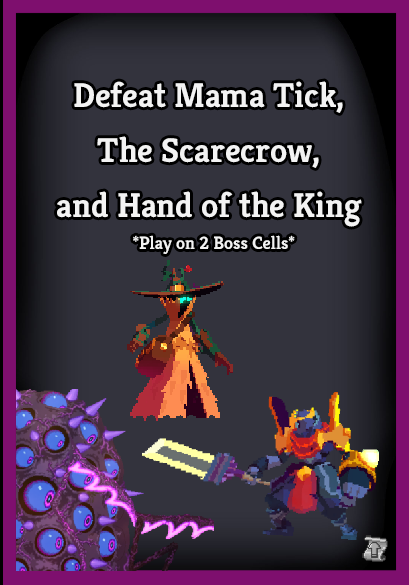 Defeat Mama Tick,
The Scarecrow,
and Hand of the King
*Play on 2 Boss Cells*